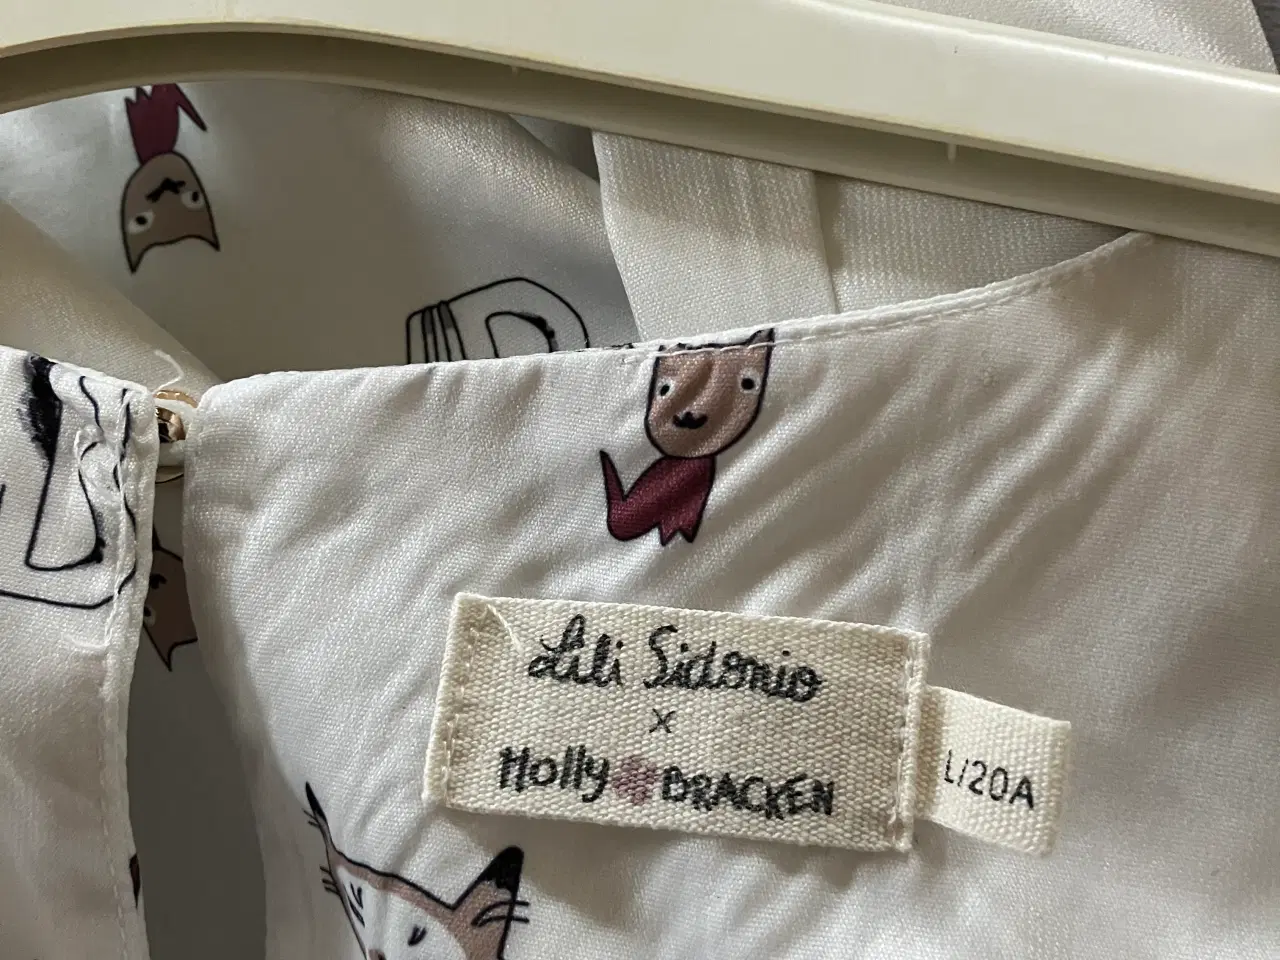 Lili Sidonio
x
Holly BRACKEN
L/20A